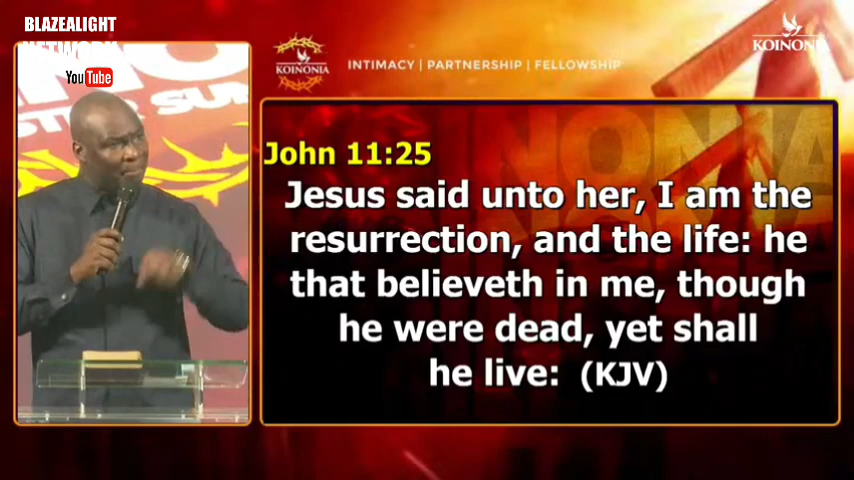 BLAZEALIGHT
NETWORK
YouTube
KOINONIA
INTIMACY | PARTNERSHIP | FELLOWSHIP
KOINONIA
John 11:25
Jesus said unto her, I am the
resurrection, and the life: he
that believeth in me, though
he were dead, yet shall
he live: (KJV)